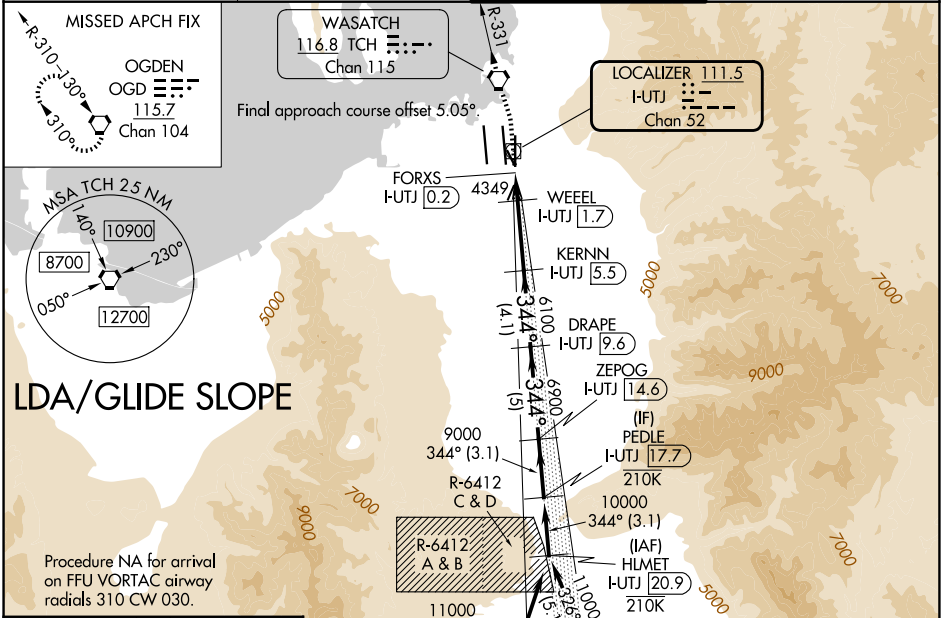 MISSED APCH FIX
R-310
130°
310°
OGDEN
OGD
115.7
Chan 104
WASATCH
116.8 TCH
Chan 115
R-331
LOCALIZER 111.5
I-UTJ
Chan 52
Final approach course offset 5.05°.
FORXS
I-UTJ 0.2
4349
WEEEL
I-UTJ 1.7
MSA TCH 25 NM
140°
10900
230°
8700
050°
12700
KERNN
I-UTJ 5.5
5000
5000
7000
344°
(4.1)
6100
DRAPE
I-UTJ 9.6
LDA/GLIDE SLOPE
344°
(5)
6900
ZEPOG
I-UTJ 14.6
9000
9000
344° (3.1)
(IF)
PEDLE
I-UTJ 17.7
210K
R-6412
C & D
7000
9000
10000
344° (3.1)
R-6412
A & B
(IAF)
HLMET
I-UTJ 20.9
210K
7000
5000
Procedure NA for arrival
on FFU VORTAC airway
radials 310 CW 030.
11000
326°
11000